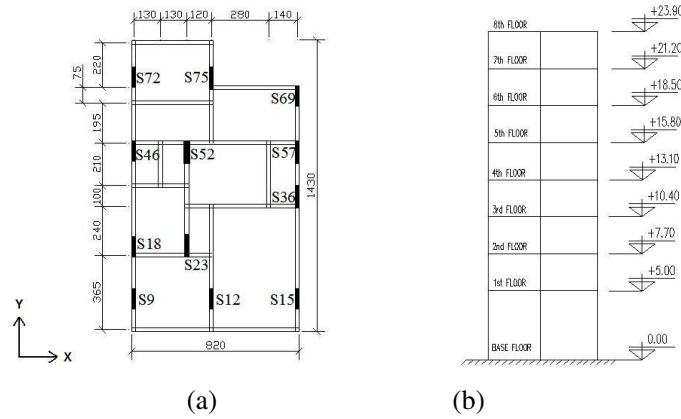 130 130 120 280 140
220
75
195
210
100
240
365
1430
820
S72
S75
S69
S46
S52
S57
S36
S18
S23
S9
S12
S15
Y
X
(a)
8th FLOOR
+23.90
7th FLOOR
+21.20
6th FLOOR
+18.50
5th FLOOR
+15.80
4th FLOOR
+13.10
3rd FLOOR
+10.40
2nd FLOOR
+7.70
1st FLOOR
+5.00
BASE FLOOR
0.00
(b)